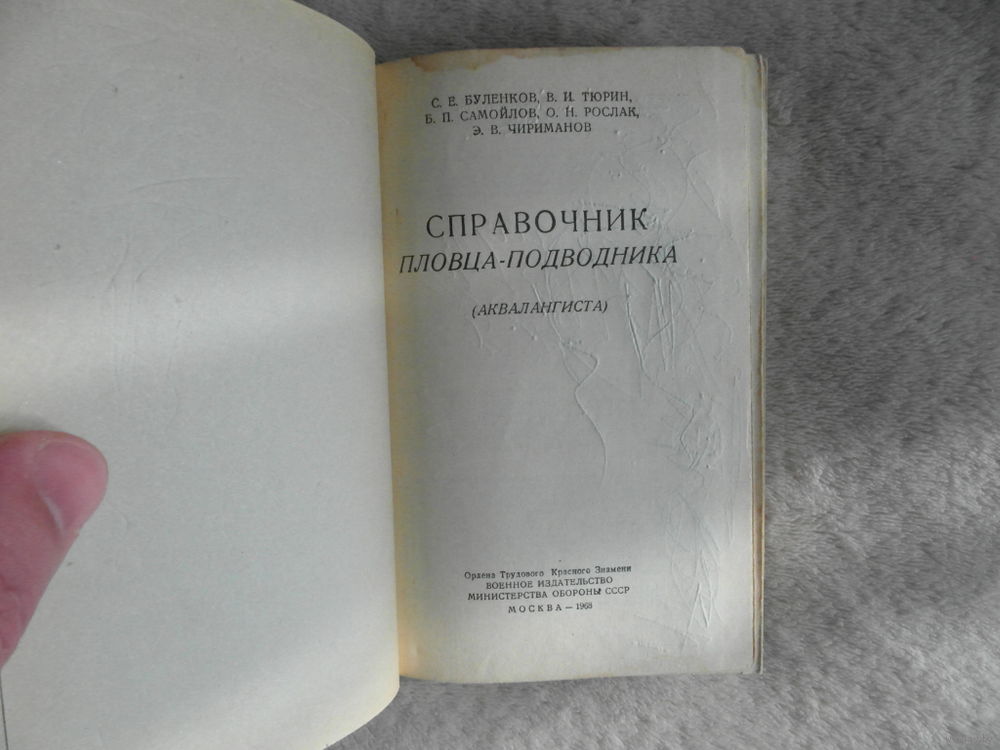 С. Е. БУЛЕНКОВ, В. И. ТЮРИН,
Б. П. САМОЙЛОВ, О. Н. РОСЛАК,
Э. В. ЧИРИМАНОВ
СПРАВОЧНИК
ПЛОВЦА-ПОДВОДНИКА
(АКВАЛАНГИСТА)
Ордена Трудового Красного Знамени
ВОЕННОЕ ИЗДАТЕЛЬСТВО
МИНИСТЕРСТВА ОБОРОНЫ СССР
МОСКВА — 1968